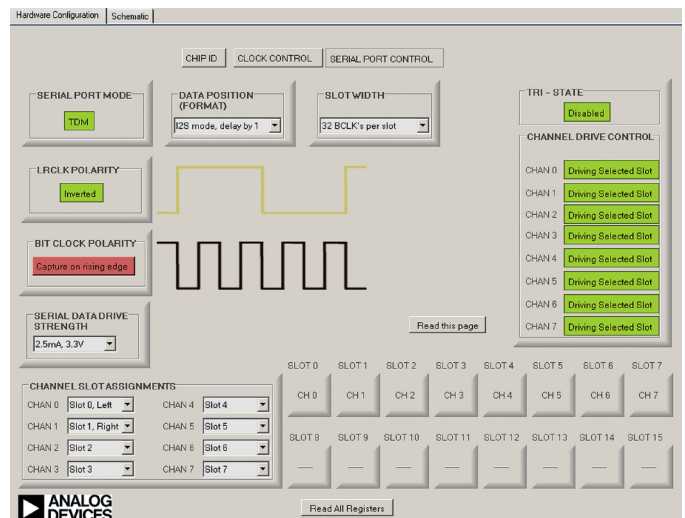 Hardware Configuration Schematic
CHIP ID CLOCK CONTROL SERIAL PORT CONTROL
SERIAL PORT MODE
TDM
DATA POSITION
(FORMAT)
I2S mode, delay by 1
SLOT WIDTH
32 BCLK's per slot
TRI - STATE
Disabled
LRCLK POLARITY
Inverted
BIT CLOCK POLARITY
Capture on rising edge
SERIAL DATA DRIVE
STRENGTH
2.5mA, 3.3V
CHANNEL DRIVE CONTROL
CHAN 0 Driving Selected Slot
CHAN 1 Driving Selected Slot
CHAN 2 Driving Selected Slot
CHAN 3 Driving Selected Slot
CHAN 4 Driving Selected Slot
CHAN 5 Driving Selected Slot
CHAN 6 Driving Selected Slot
CHAN 7 Driving Selected Slot
Read this page
CHANNEL SLOT ASSIGNMENTS
CHAN 0 Slot 0, Left CHAN 4 Slot 4
CHAN 1 Slot 1, Right CHAN 5 Slot 5
CHAN 2 Slot 2 CHAN 6 Slot 6
CHAN 3 Slot 3 CHAN 7 Slot 7
SLOT 0 SLOT 1 SLOT 2 SLOT 3 SLOT 4 SLOT 5 SLOT 6 SLOT 7
CH 0 CH 1 CH 2 CH 3 CH 4 CH 5 CH 6 CH 7
SLOT 8 SLOT 9 SLOT 10 SLOT 11 SLOT 12 SLOT 13 SLOT 14 SLOT 15
ANALOG
DEVICES
Read All Registers